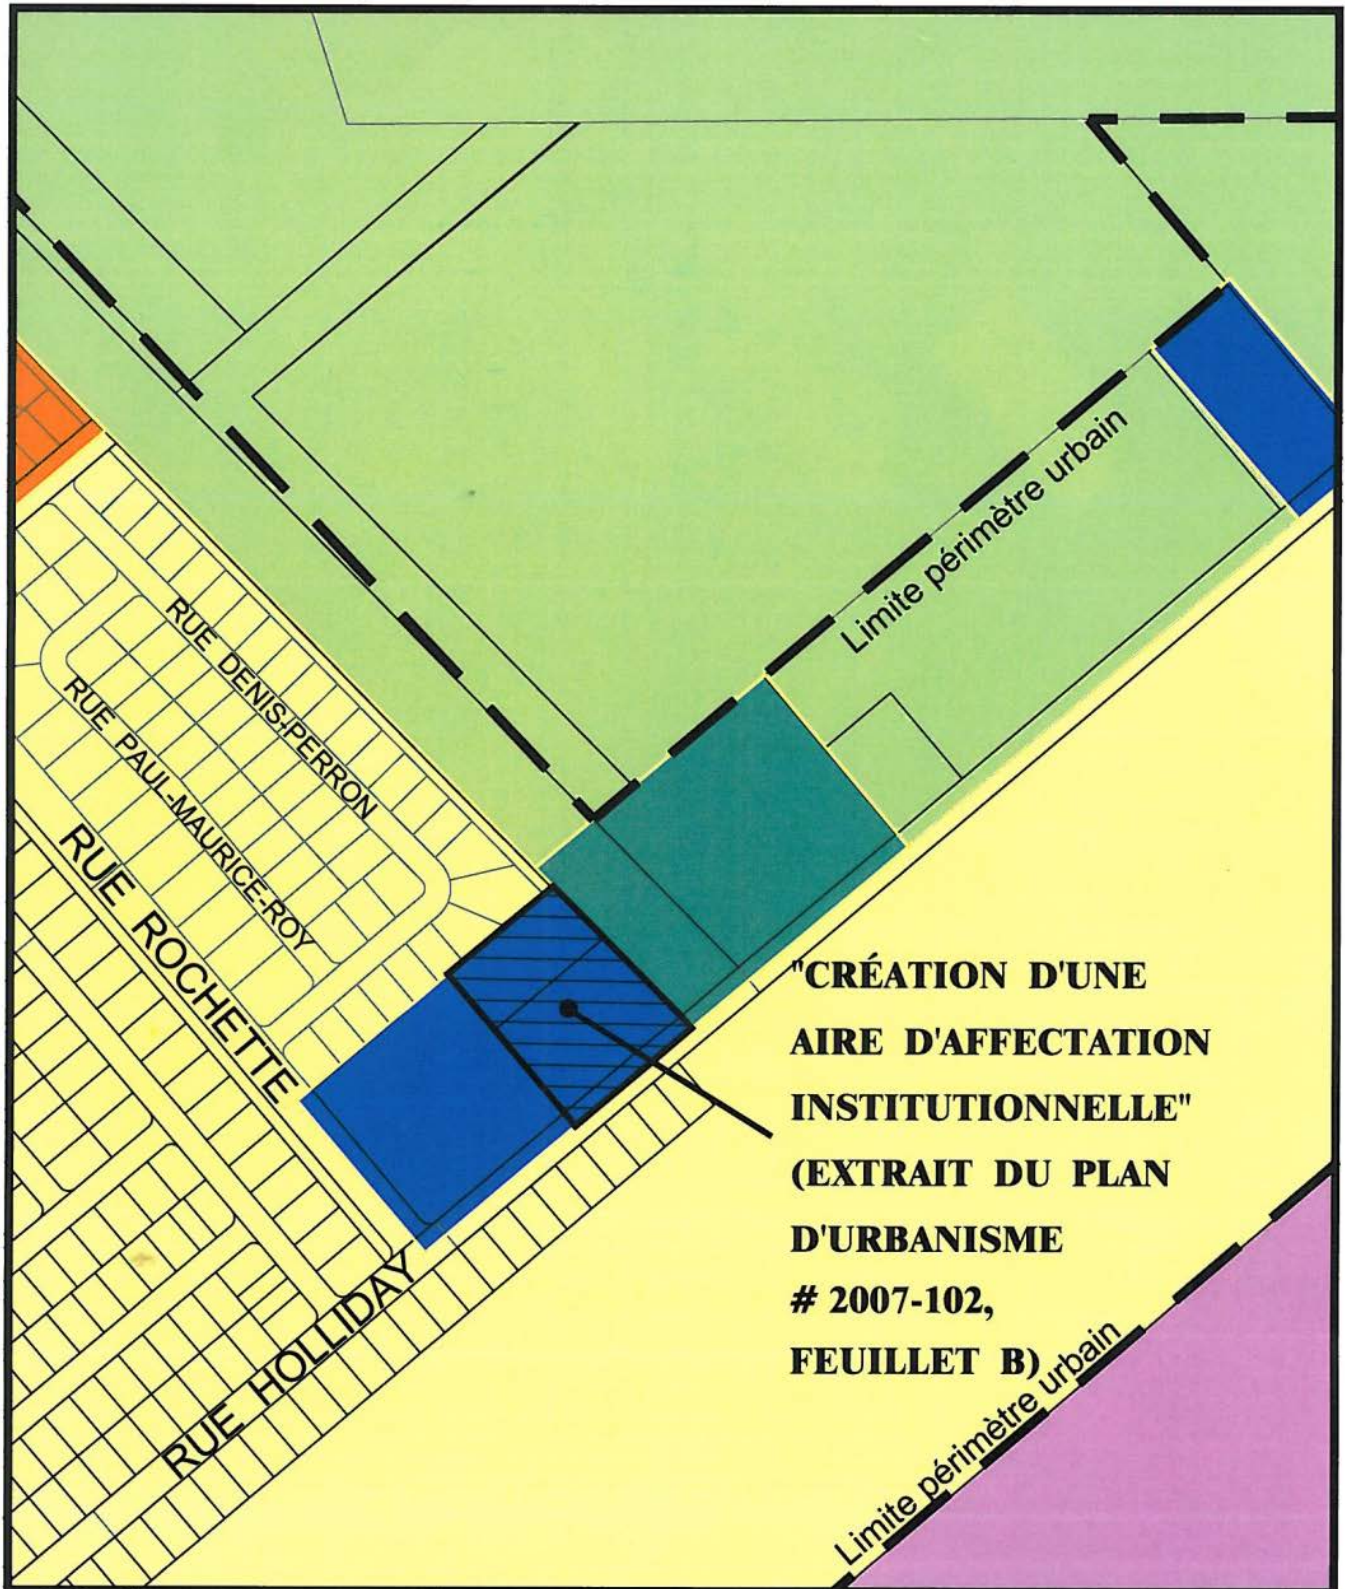 Limite périmètre urbain
RUE DENIS-PERRON
RUE PAUL-MAURICE-ROY
RUE ROCHETTE
"CRÉATION D'UNE
AIRE D'AFFECTATION
INSTITUTIONNELLE"
(EXTRAIT DU PLAN
D'URBANISME
# 2007-102,
FEUILLET B)
RUE HOLLIDAY
Limite périmètre urbain